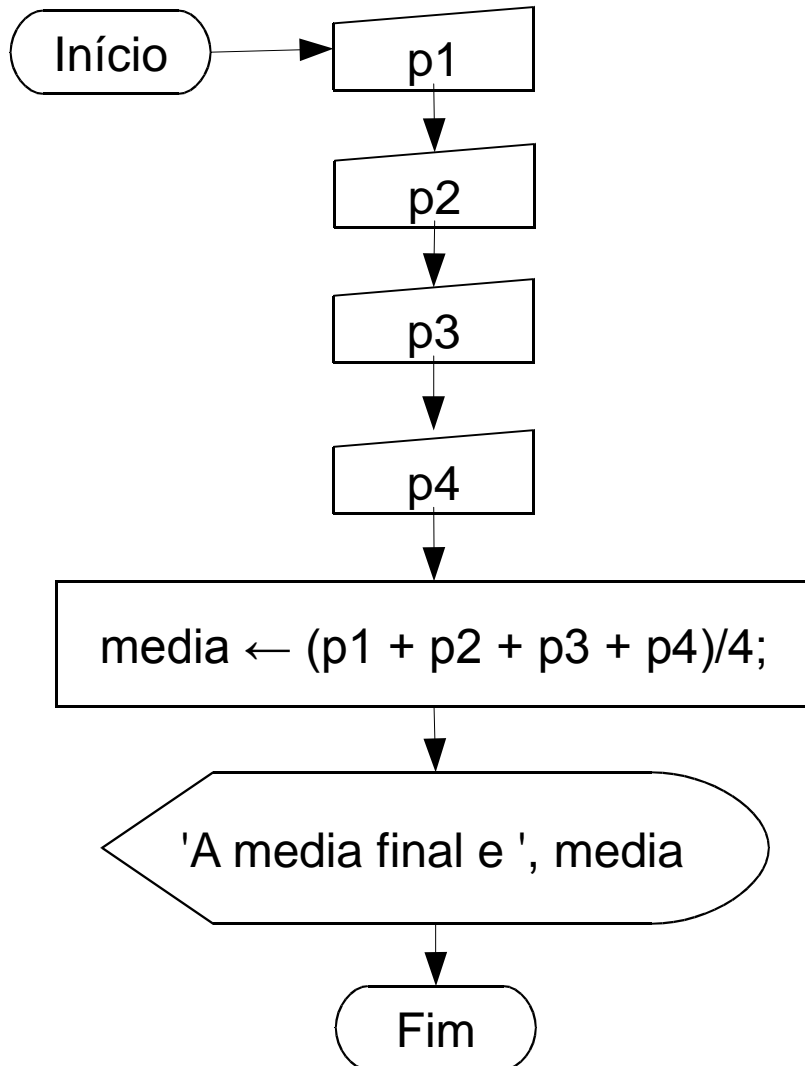 Início
p1
p2
p3
p4
media ← (p1 + p2 + p3 + p4)/4;
'A media final e ', media
Fim